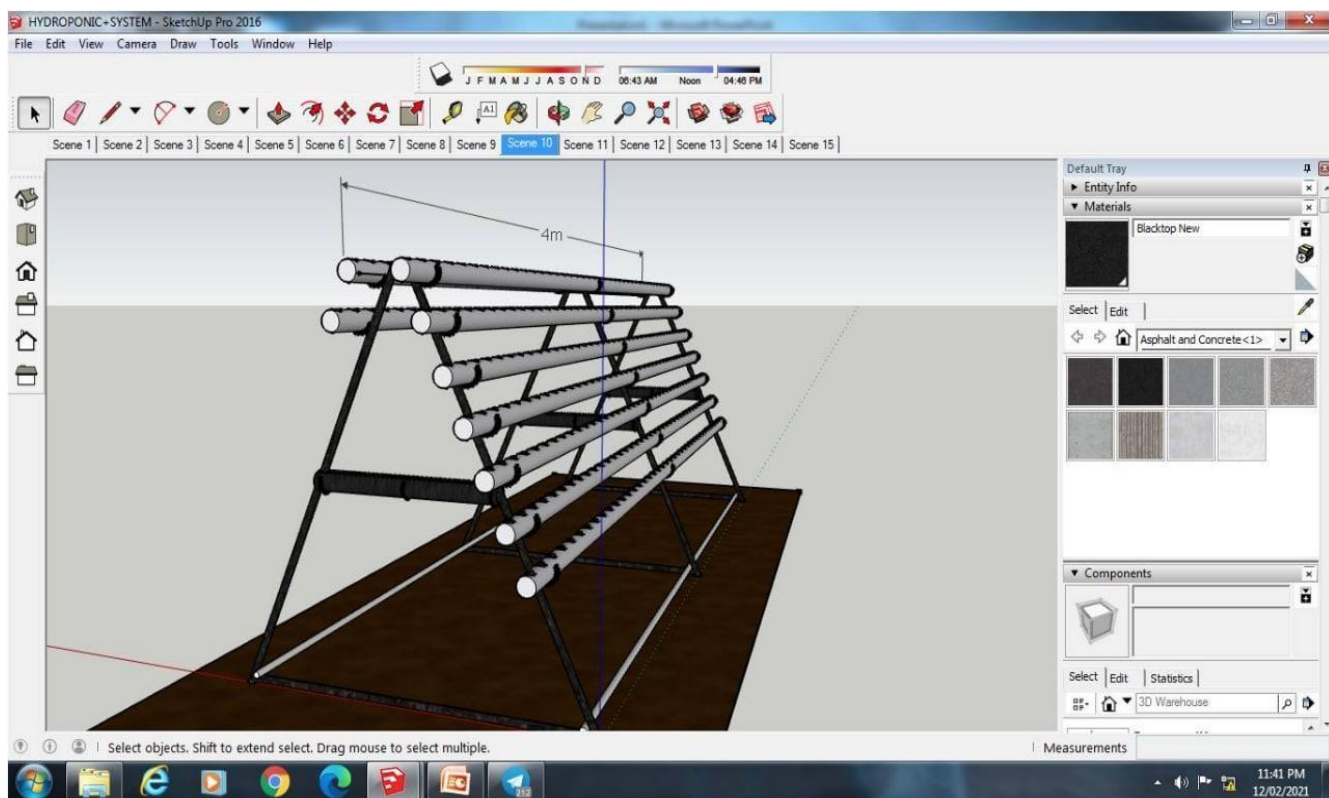 HYDROPONIC+SYSTEM - SketchUp Pro 2016
File Edit View Camera Draw Tools Window Help
J F M A M J J A S O N D 06:43 AM Noon 04:46 PM
A1
Scene 1 Scene 2 Scene 3 Scene 4 Scene 5 Scene 6 Scene 7 Scene 8 Scene 9 Scene 10 Scene 11 Scene 12 Scene 13 Scene 14 Scene 15
4m
Default Tray
Entity Info
Materials
Blacktop New
Select Edit
Asphalt and Concrete<1>
Components
Select Edit Statistics
3D Warehouse
Select objects. Shift to extend select. Drag mouse to select multiple.
Measurements
212
11:41 PM
12/02/2021